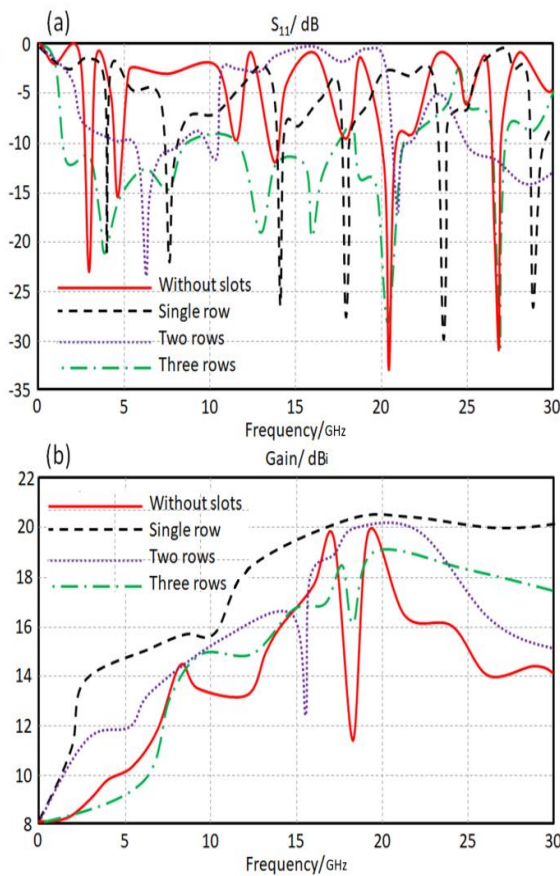 (a)
S₁₁/ dB
0
-5
-10
-15
-20
-25
-30
-35
Without slots
Single row
Two rows
Three rows
0 5 10 15 20 25 30
Frequency/GHz
(b)
Gain/ dBi
22
20
18
16
14
12
10
8
Without slots
Single row
Two rows
Three rows
0 5 10 15 20 25 30
Frequency/GHz